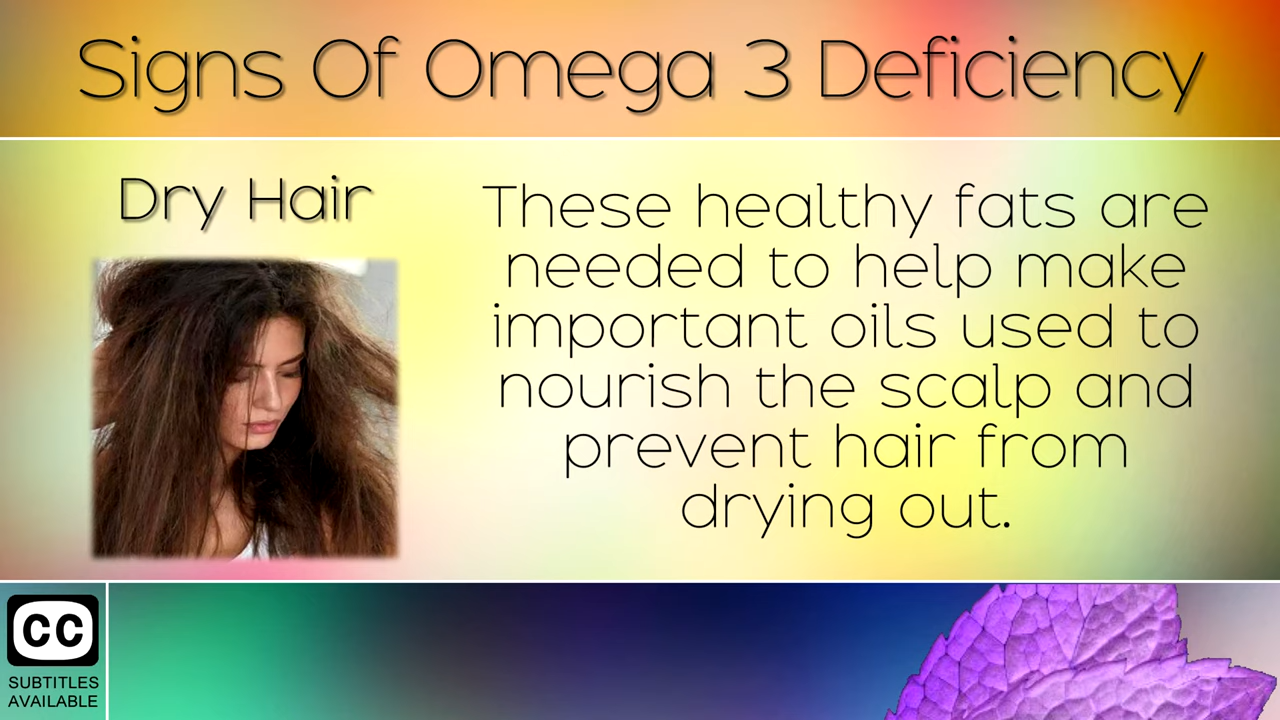 Signs Of Omega 3 Deficiency
Dry Hair
These healthy fats are
needed to help make
important oils used to
nourish the scalp and
prevent hair from
drying out.
CC
SUBTITLES
AVAILABLE